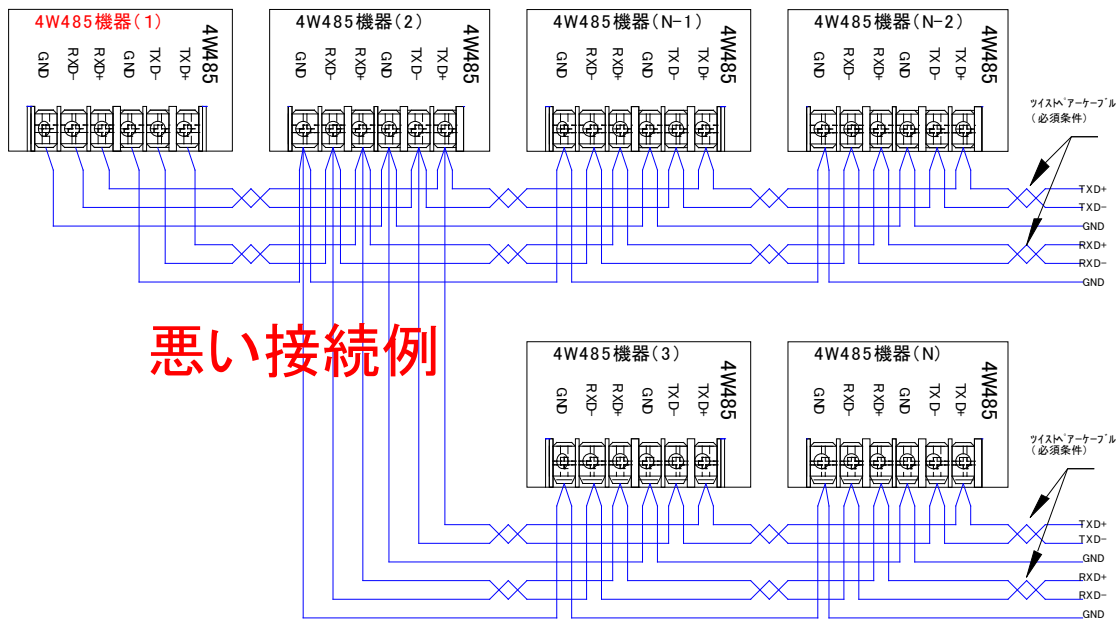 4W485機器(1)
GND RXD- RXD+ GND TXD- TXD+ 4W485
4W485機器(2)
GND RXD- RXD+ GND TXD- TXD+ 4W485
4W485機器(N-1)
GND RXD- RXD+ GND TXD- TXD+ 4W485
4W485機器(N-2)
GND RXD- RXD+ GND TXD- TXD+ 4W485
ﾂｲｽﾄﾍﾟｱｰｹｰﾌﾞﾙ
(必須条件)
TXD+
TXD-
GND
RXD+
RXD-
GND
悪い接続例
4W485機器(3)
GND RXD- RXD+ GND TXD- TXD+ 4W485
4W485機器(N)
GND RXD- RXD+ GND TXD- TXD+ 4W485
ﾂｲｽﾄﾍﾟｱｰｹｰﾌﾞﾙ
(必須条件)
TXD+
TXD-
GND
RXD+
RXD-
GND